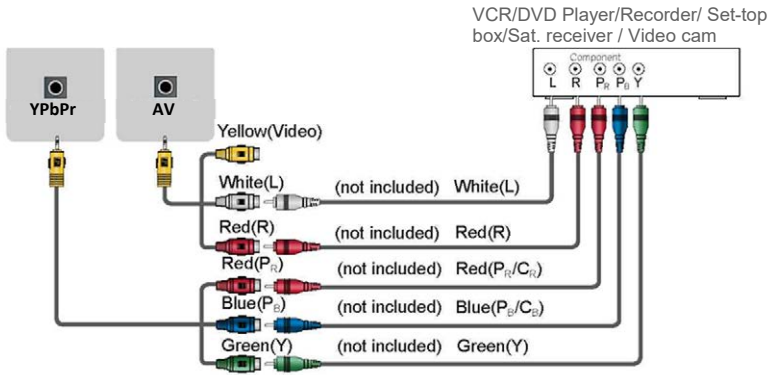 VCR/DVD Player/Recorder/ Set-top
box/Sat. receiver / Video cam
Component
L R PR PB Y
YPbPr AV
Yellow(Video)
White(L) (not included) White(L)
Red(R) (not included) Red(R)
Red(PR) (not included) Red(PR/CR)
Blue(PB) (not included) Blue(PB/CB)
Green(Y) (not included) Green(Y)